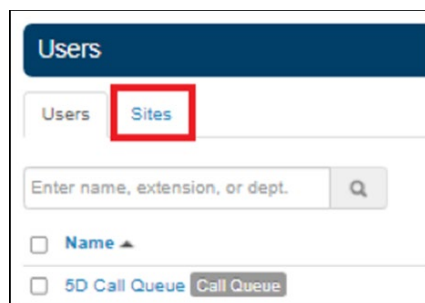 Users
Users Sites
Enter name, extension, or dept.
Name
5D Call Queue Call Queue